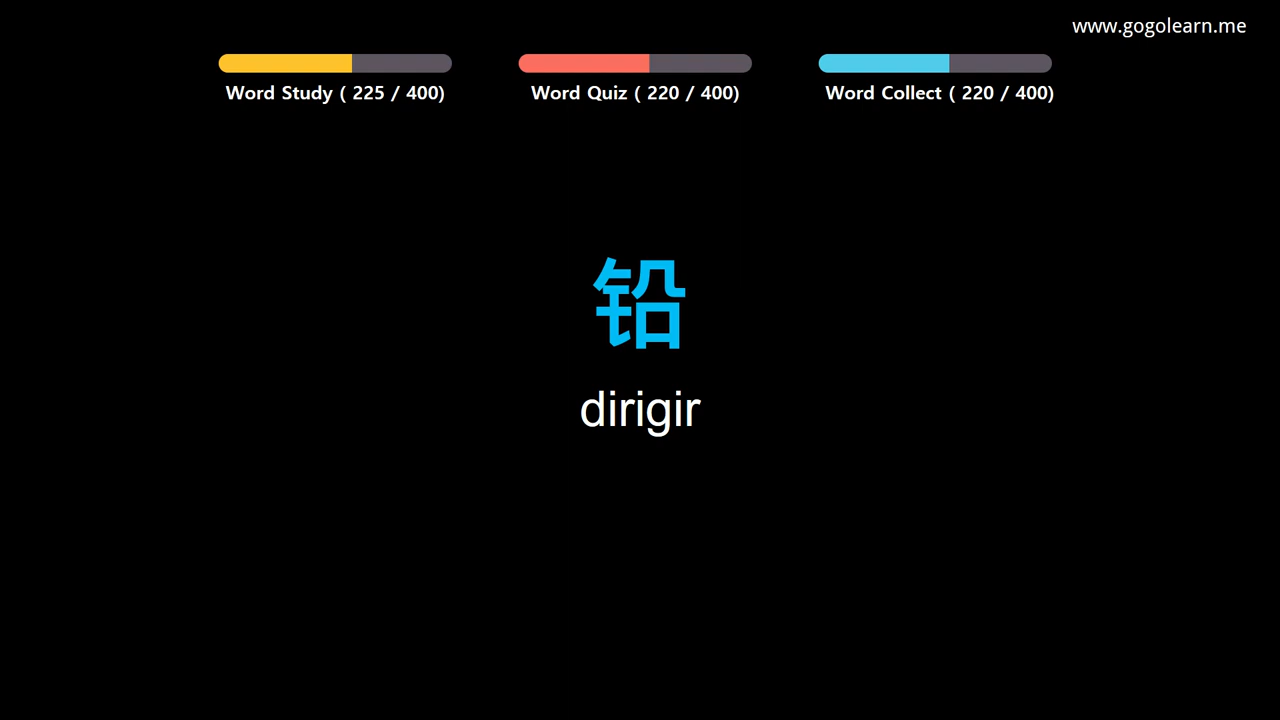 www.gogolearn.me
Word Study ( 225 / 400)
Word Quiz ( 220 / 400)
Word Collect ( 220 / 400)
铅
dirigir